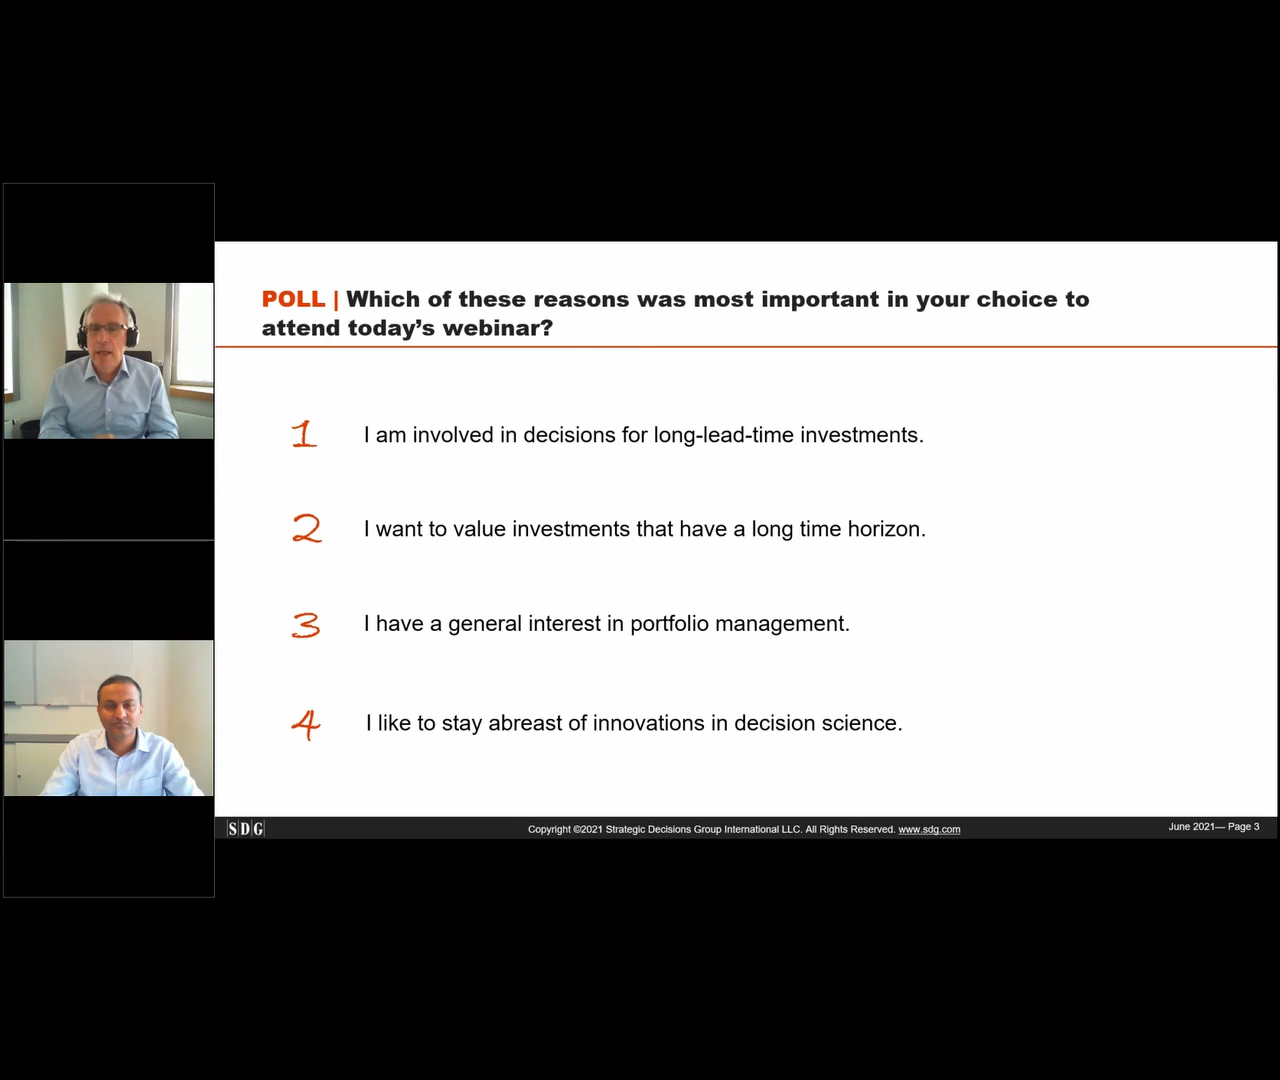 POLL | Which of these reasons was most important in your choice to
attend today's webinar?
1 I am involved in decisions for long-lead-time investments.
2 I want to value investments that have a long time horizon.
3 I have a general interest in portfolio management.
4 I like to stay abreast of innovations in decision science.
SDG Copyright ©2021 Strategic Decisions Group International LLC. All Rights Reserved. www.sdg.com June 2021— Page 3